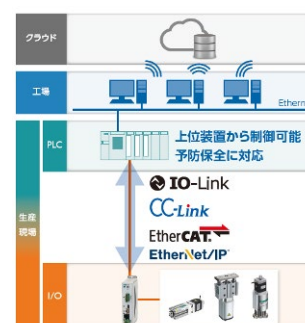 クラウド
工場
Ethern
PLC
上位装置から制御可能
予防保全に対応
IO-Link
CC-Link
生産
現場
EtherCAT
EtherNet/IP
I/O